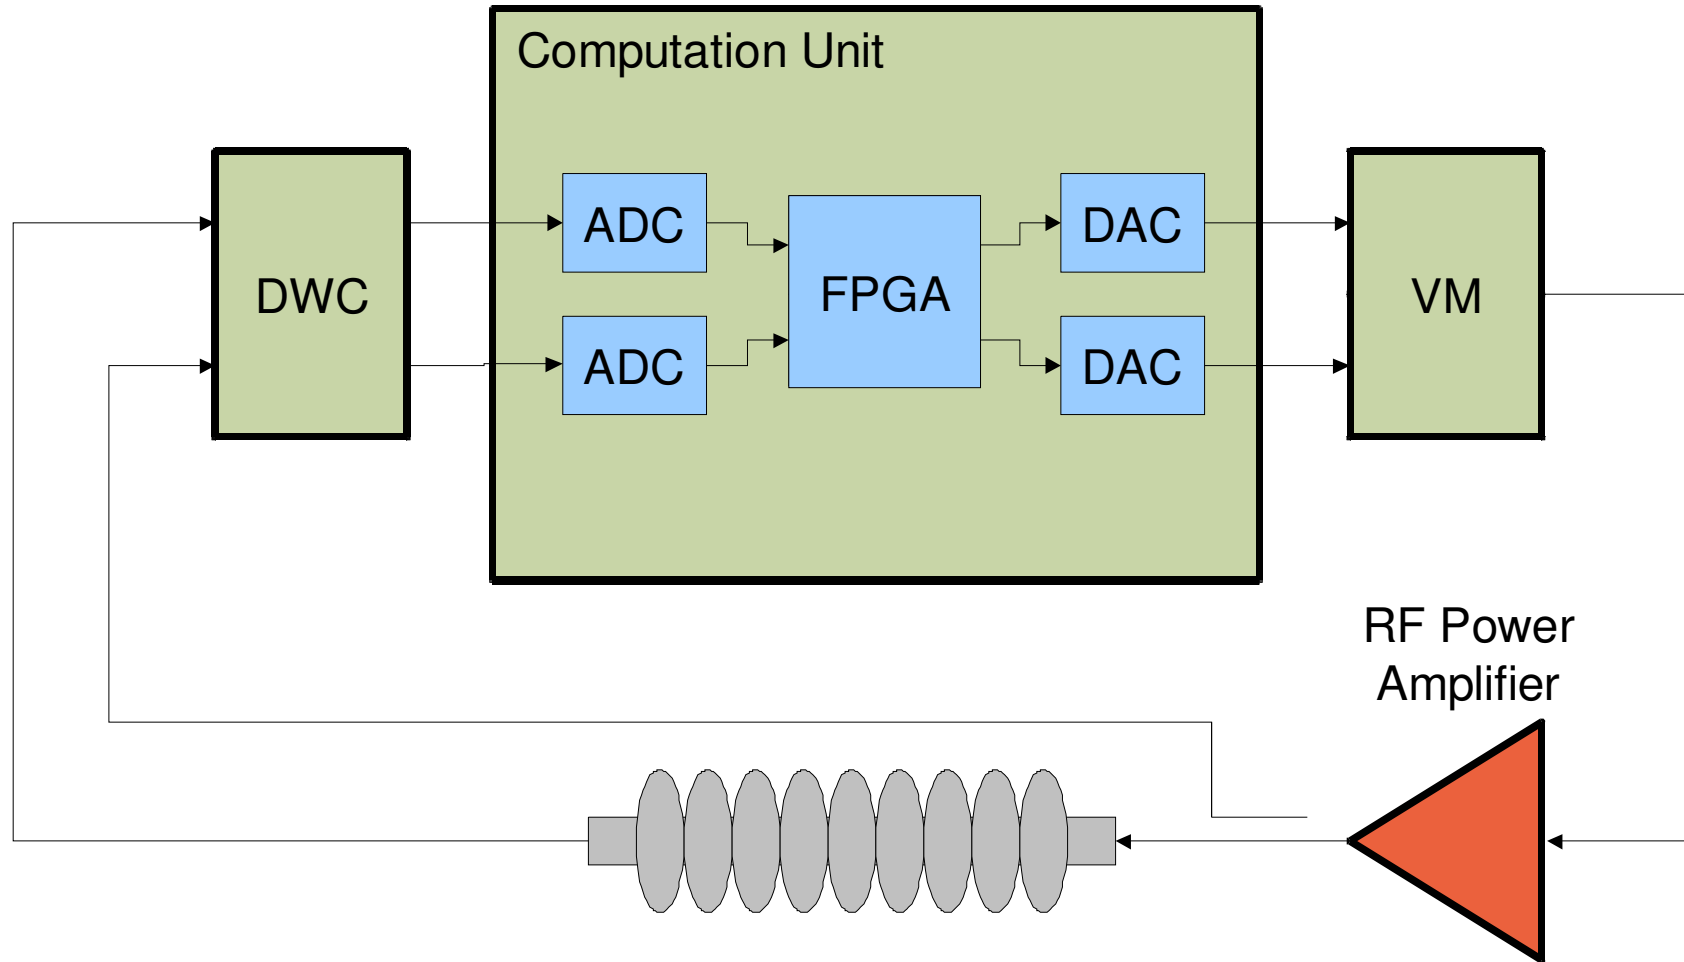 Computation Unit
DWC
ADC
ADC
FPGA
DAC
DAC
VM
RF Power
Amplifier